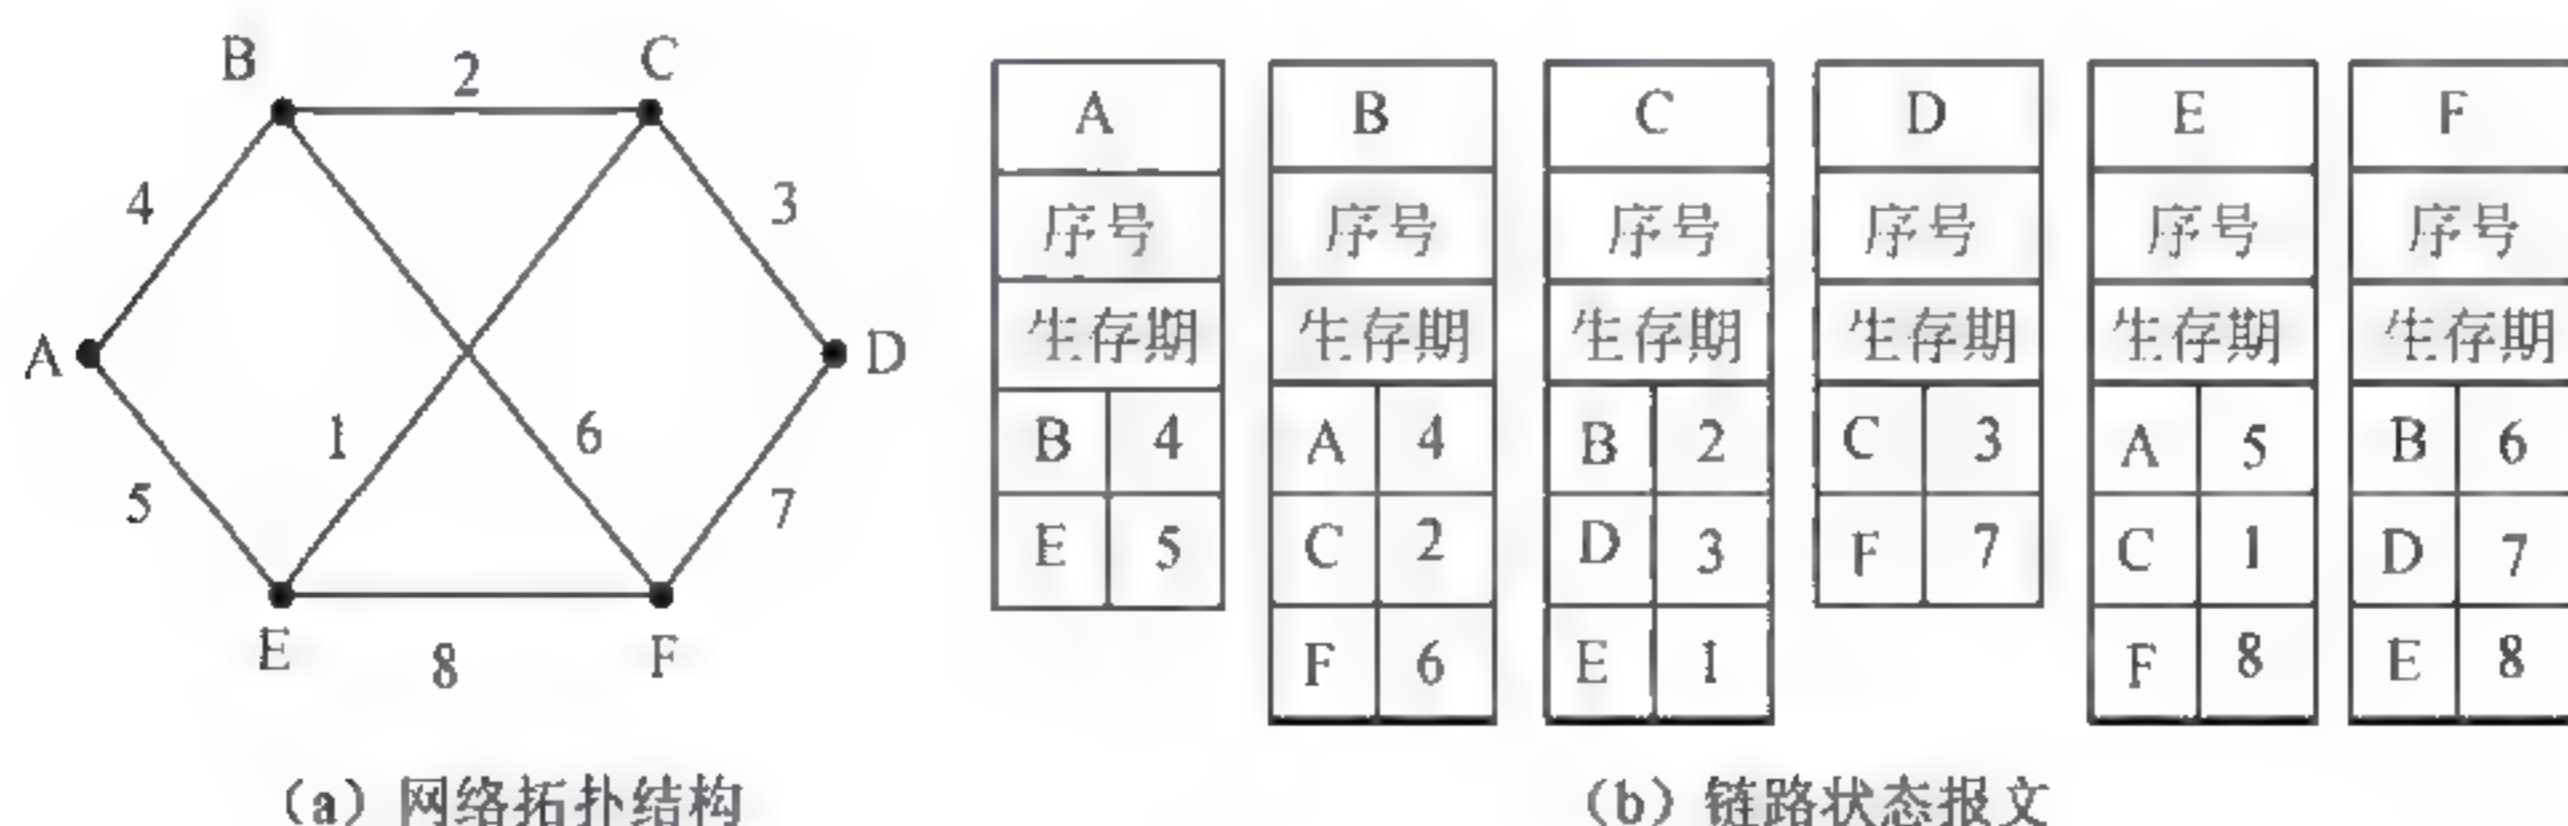 B 2 C
4 3
A D
1 6
5 7
E 8 F
(a) 网络拓扑结构
A B C D E F
序号 序号 序号 序号 序号 序号
生存期 生存期 生存期 生存期 生存期 生存期
B 4 A 4 B 2 C 3 A 5 B 6
E 5 C 2 D 3 F 7 C 1 D 7
F 6 E 1 F 8 E 8
(b) 链路状态报文